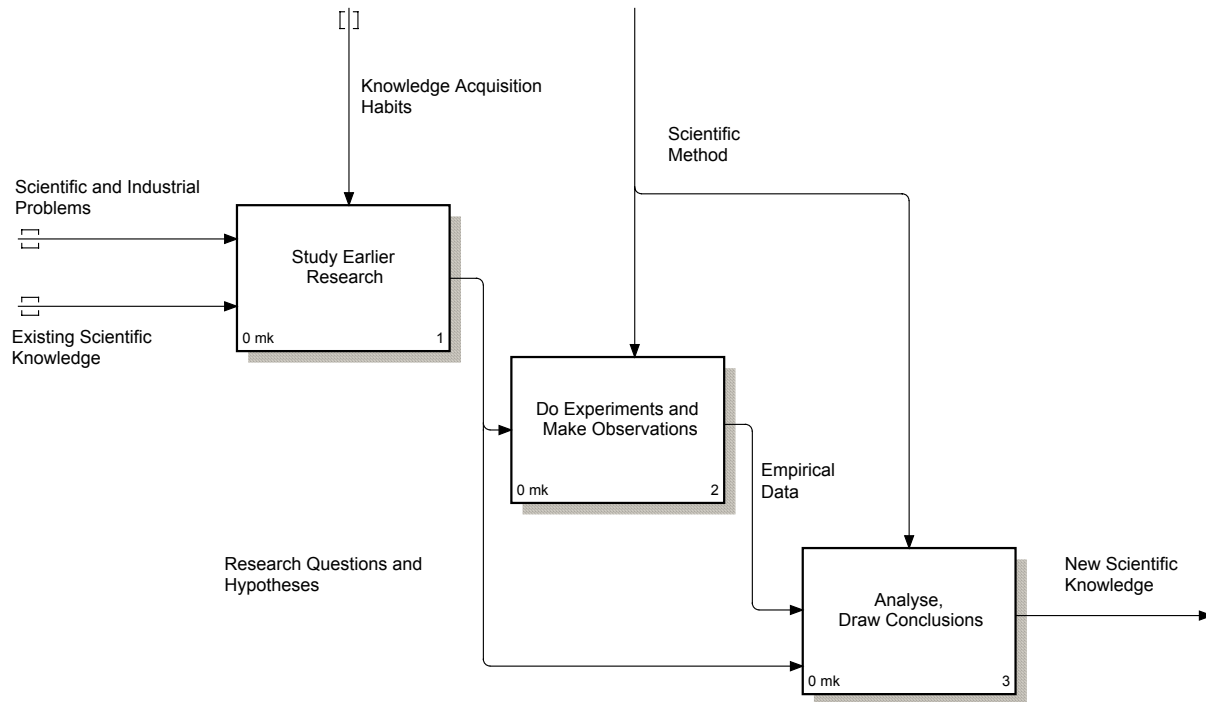 Knowledge Acquisition
Habits
Scientific
Method
Scientific and Industrial
Problems
Study Earlier
Research
0 mk
1
Existing Scientific
Knowledge
Do Experiments and
Make Observations
0 mk
2
Empirical
Data
Research Questions and
Hypotheses
Analyse,
Draw Conclusions
0 mk
3
New Scientific
Knowledge